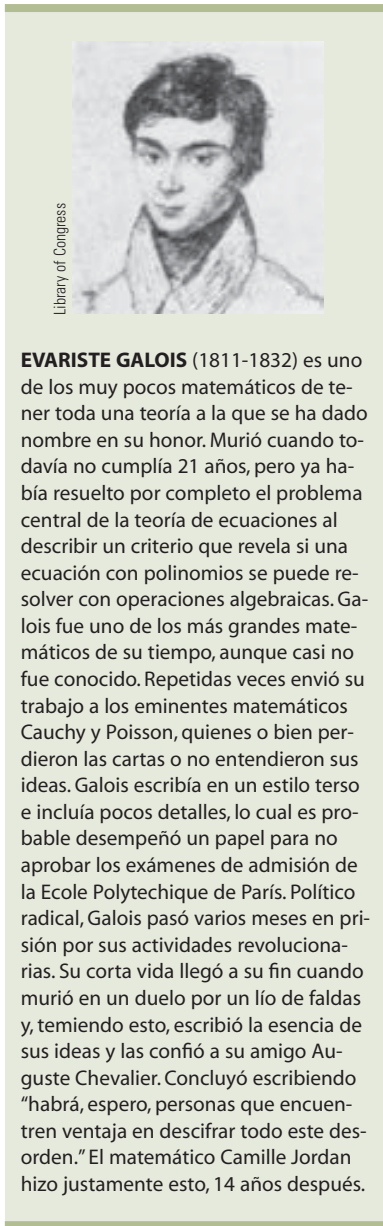 Library of Congress
EVARISTE GALOIS (1811-1832) es uno
de los muy pocos matemáticos de te-
ner toda una teoría a la que se ha dado
nombre en su honor. Murió cuando to-
davía no cumplía 21 años, pero ya ha-
bía resuelto por completo el problema
central de la teoría de ecuaciones al
describir un criterio que revela si una
ecuación con polinomios se puede re-
solver con operaciones algebraicas. Ga-
lois fue uno de los más grandes mate-
máticos de su tiempo, aunque casi no
fue conocido. Repetidas veces envió su
trabajo a los eminentes matemáticos
Cauchy y Poisson, quienes o bien per-
dieron las cartas o no entendieron sus
ideas. Galois escribía en un estilo terso
e incluía pocos detalles, lo cual es pro-
bable desempeñó un papel para no
aprobar los exámenes de admisión de
la Ecole Polytechique de París. Político
radical, Galois pasó varios meses en pri-
sión por sus actividades revoluciona-
rias. Su corta vida llegó a su fin cuando
murió en un duelo por un lío de faldas
y, temiendo esto, escribió la esencia de
sus ideas y las confió a su amigo Au-
guste Chevalier. Concluyó escribiendo
“habrá, espero, personas que encuen-
tren ventaja en descifrar todo este des-
orden.” El matemático Camille Jordan
hizo justamente esto, 14 años después.